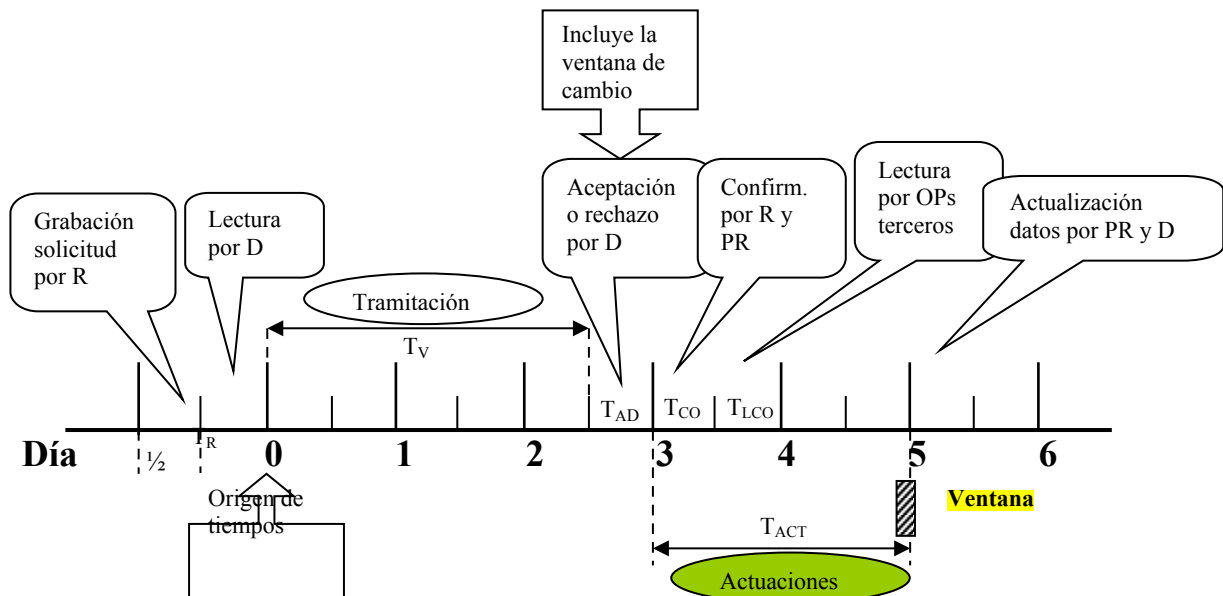 Incluye la
ventana de
cambio
Grabación
solicitud
por R
Lectura
por D
Aceptación
o rechazo
por D
Confirm.
por R y
PR
Lectura
por OPs
terceros
Actualización
datos por PR y D
Tramitación
TV
TAD
TCO
TLCO
Día
½
TR
0
1
2
3
4
5
6
Origen de
tiempos
Ventana
TACT
Actuaciones